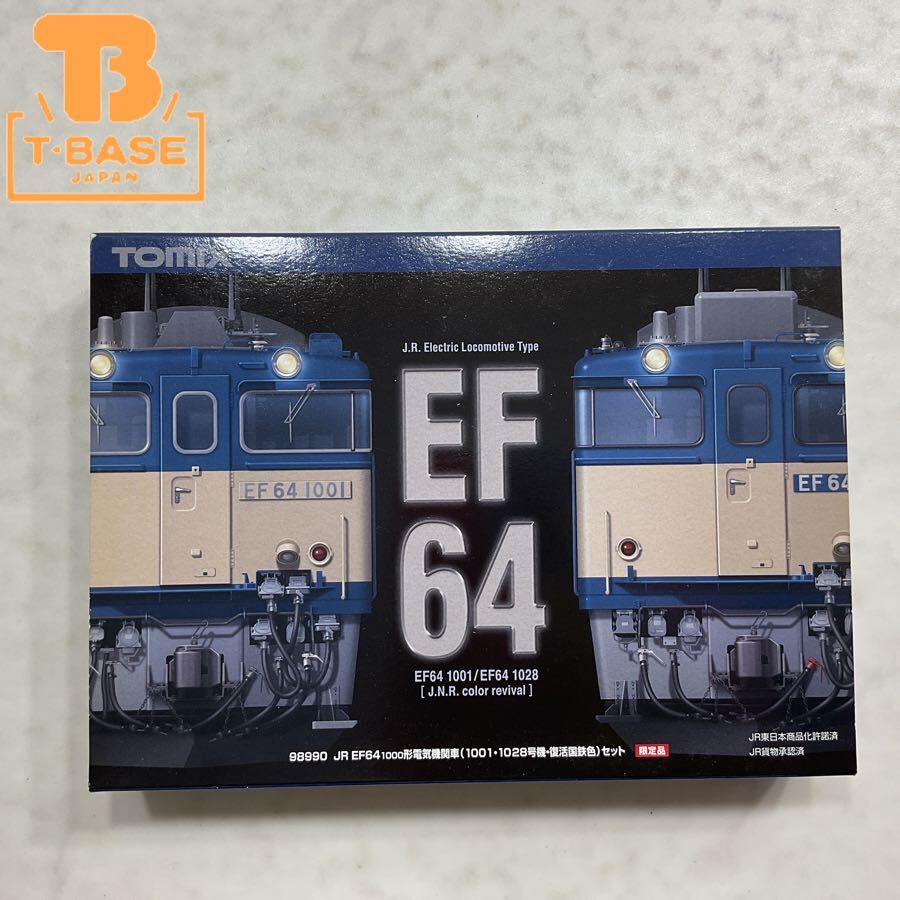 TB
T·BASE
JAPAN
TOMIX
J.R. Electric Locomotive Type
EF
64
EF 64 1001
EF 64
EF64 1001/EF64 1028
[ J.N.R. color revival ]
98990 JR EF64 1000形電気機関車(1001・1028号機・復活国鉄色)セット 限定品
JR東日本商品化許諾済
JR貨物承認済